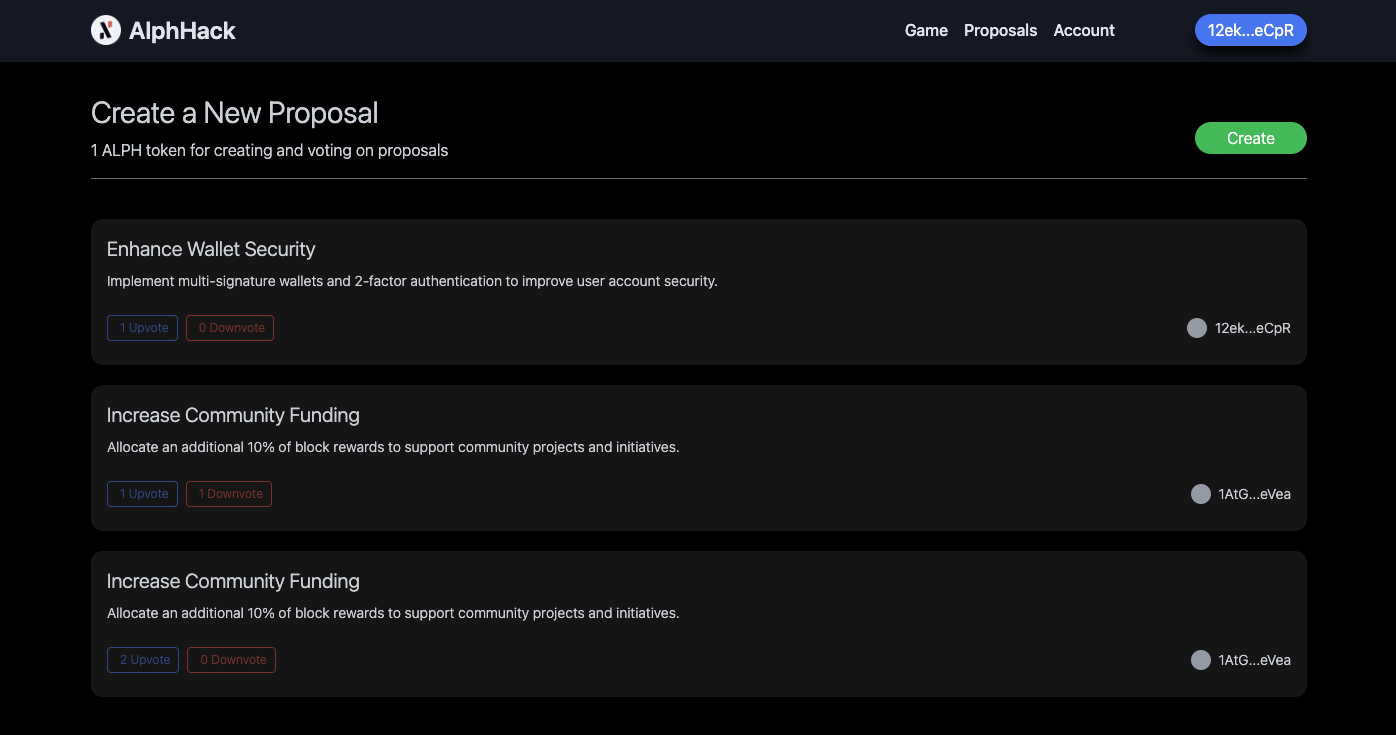 AlphHack
Game Proposals Account 12ek...eCpR
Create a New Proposal
1 ALPH token for creating and voting on proposals
Create
Enhance Wallet Security
Implement multi-signature wallets and 2-factor authentication to improve user account security.
1 Upvote 0 Downvote 12ek...eCpR
Increase Community Funding
Allocate an additional 10% of block rewards to support community projects and initiatives.
1 Upvote 1 Downvote 1AtG...eVea
Increase Community Funding
Allocate an additional 10% of block rewards to support community projects and initiatives.
2 Upvote 0 Downvote 1AtG...eVea